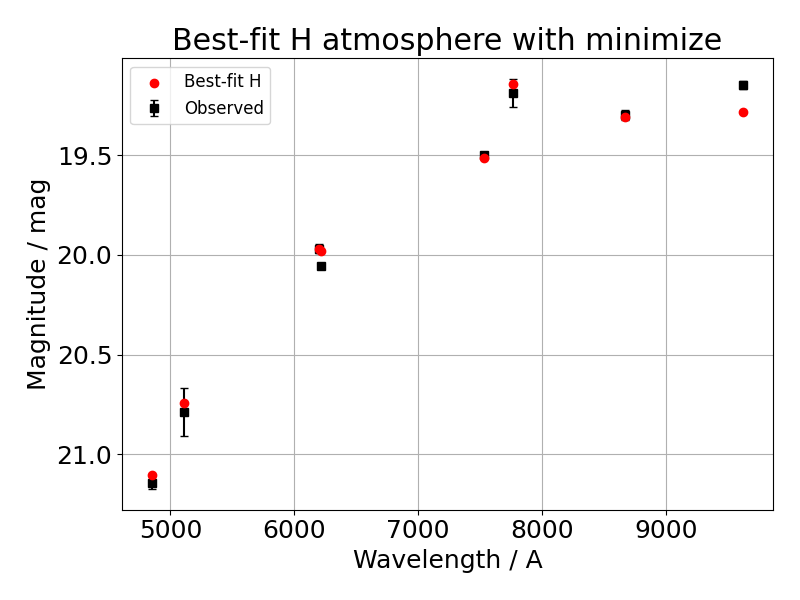 Best-fit H atmosphere with minimize
Best-fit H
Observed
Magnitude / mag
19.5
20.0
20.5
21.0
5000 6000 7000 8000 9000
Wavelength / A